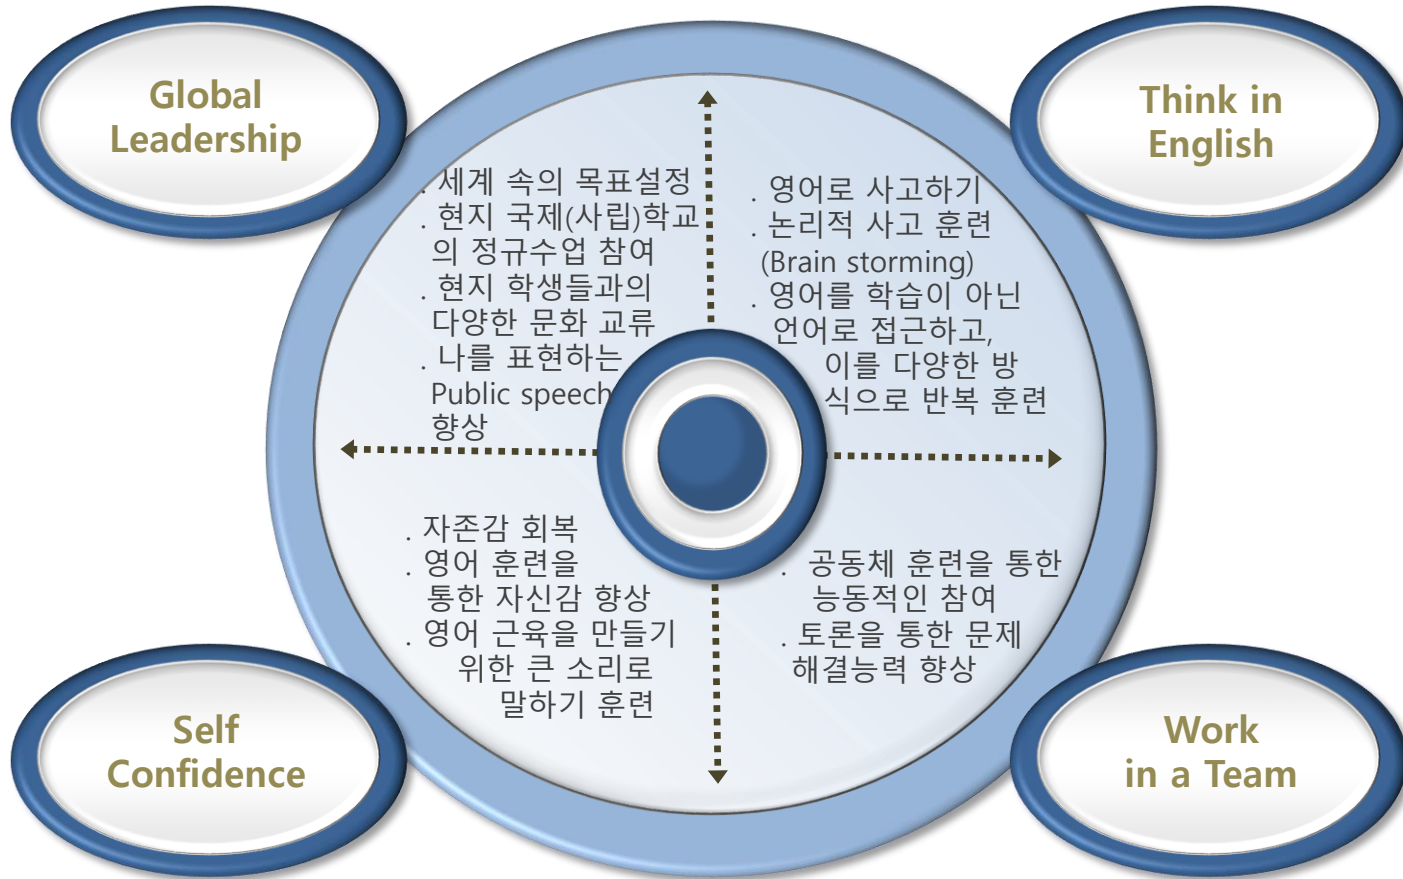 Global
Leadership
Think in
English
. 세계 속의 목표설정
. 현지 국제(사립)학교
의 정규수업 참여
. 현지 학생들과의
다양한 문화 교류
. 나를 표현하는
Public speech
향상
. 영어로 사고하기
. 논리적 사고 훈련
(Brain storming)
. 영어를 학습이 아닌
언어로 접근하고,
이를 다양한 방
식으로 반복 훈련
. 자존감 회복
. 영어 훈련을
통한 자신감 향상
. 영어 근육을 만들기
위한 큰 소리로
말하기 훈련
. 공동체 훈련을 통한
능동적인 참여
. 토론을 통한 문제
해결능력 향상
Self
Confidence
Work
in a Team